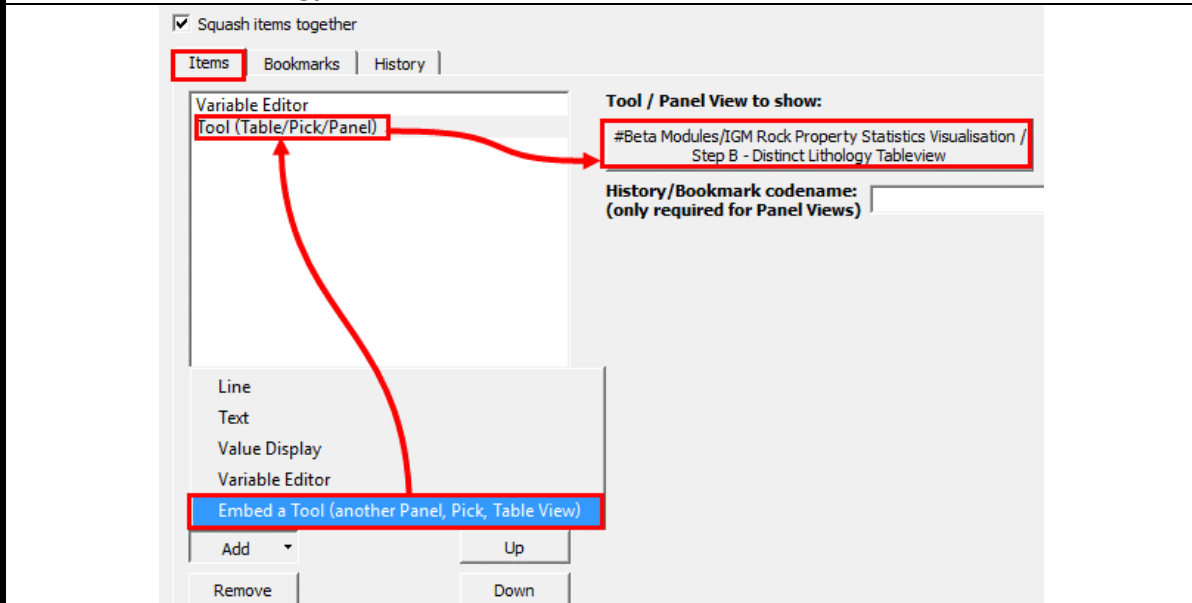 Squash items together
Items Bookmarks History
Variable Editor
Tool (Table/Pick/Panel)
Tool / Panel View to show:
#Beta Modules/IGM Rock Property Statistics Visualisation /
Step B - Distinct Lithology Tableview
History/Bookmark codename:
(only required for Panel Views)
Line
Text
Value Display
Variable Editor
Embed a Tool (another Panel, Pick, Table View)
Add Up
Remove Down